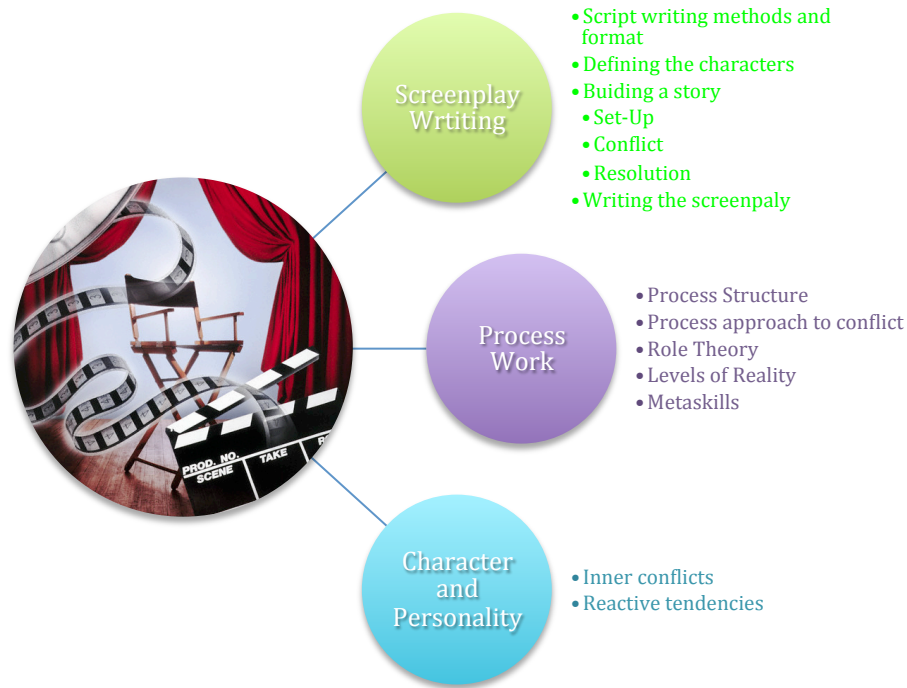 Screenplay
Wrtiting
• Script writing methods and
format
• Defining the characters
• Buiding a story
• Set-Up
• Conflict
• Resolution
• Writing the screenpaly
PROD. NO.
SCENE
TAKE
Process
Work
• Process Structure
• Process approach to conflict
• Role Theory
• Levels of Reality
• Metaskills
Character
and
Personality
• Inner conflicts
• Reactive tendencies